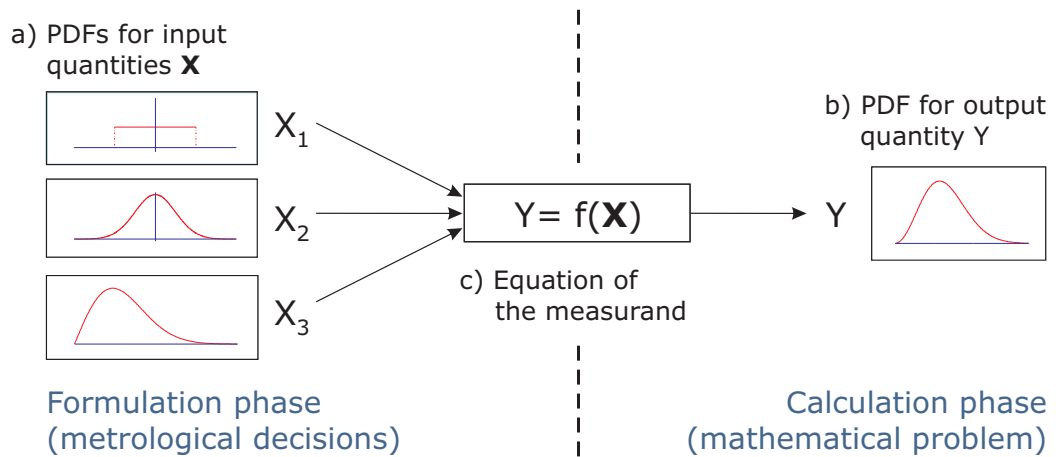 a) PDFs for input
quantities X
X1
X2
X3
Y= f(X)
c) Equation of
the measurand
b) PDF for output
quantity Y
Y
Formulation phase
(metrological decisions)
Calculation phase
(mathematical problem)